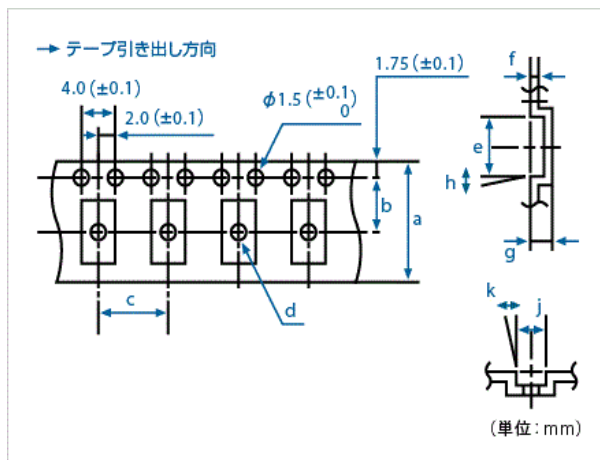 → テープ引き出し方向
4.0 (±0.1)
2.0 (±0.1)
φ1.5 (±0.1 0)
1.75 (±0.1)
f
e
h
g
b
a
c
d
k
j
(単位：mm)